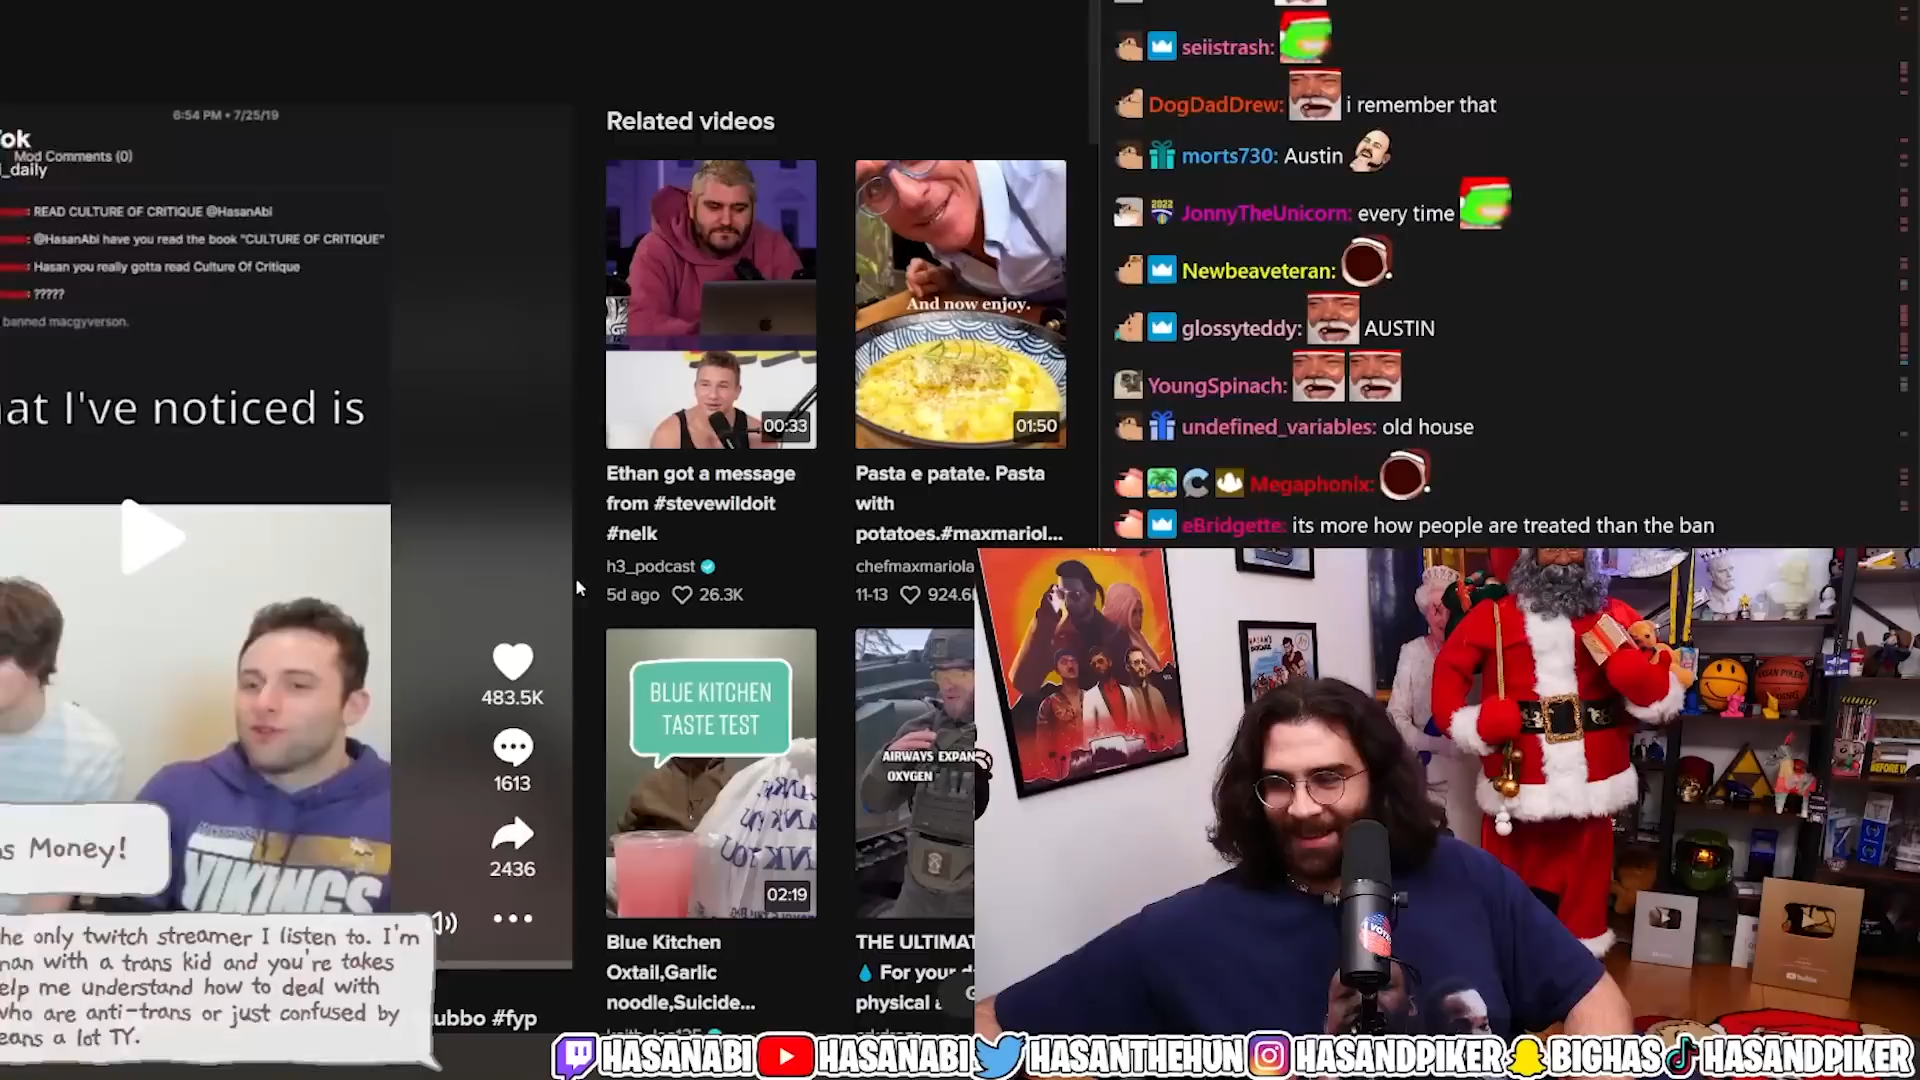 6:54 PM • 7/25/19
ok
Mod Comments (0)
i_daily
: READ CULTURE OF CRITIQUE @HasanAbi
: @HasanAbi have you read the book "CULTURE OF CRITIQUE"
: Hasan you really gotta read Culture Of Critique
: ?????
banned macgyverson.
at I've noticed is
s Money!
VIKINGS
he only twitch streamer I listen to. I'm
man with a trans kid and you're takes
elp me understand how to deal with
who are anti-trans or just confused by
eans a lot TY.
483.5K
1613
2436
ubbo #fyp
Related videos
00:33
Ethan got a message
from #stevewildoit
#nelk
h3_podcast
5d ago 26.3K
And now enjoy.
01:50
Pasta e patate. Pasta
with
potatoes.#maxmariol...
chefmaxmariola
11-13 924.6
BLUE KITCHEN
TASTE TEST
02:19
Blue Kitchen
Oxtail,Garlic
noodle,Suicide...
AIRWAYS EXPAN
OXYGEN
THE ULTIMAT
For your d
physical
seiistrash:
DogDadDrew: i remember that
morts730: Austin
2022 JonnyTheUnicorn: every time
Newbeaveteran:
glossyteddy: AUSTIN
YoungSpinach:
undefined_variables: old house
Megaphonix:
eBridgette: its more how people are treated than the ban
I VOTED
HASANABI HASANABI HASANTHEHUN HASANDPIKER BIGHAS HASANDPIKER